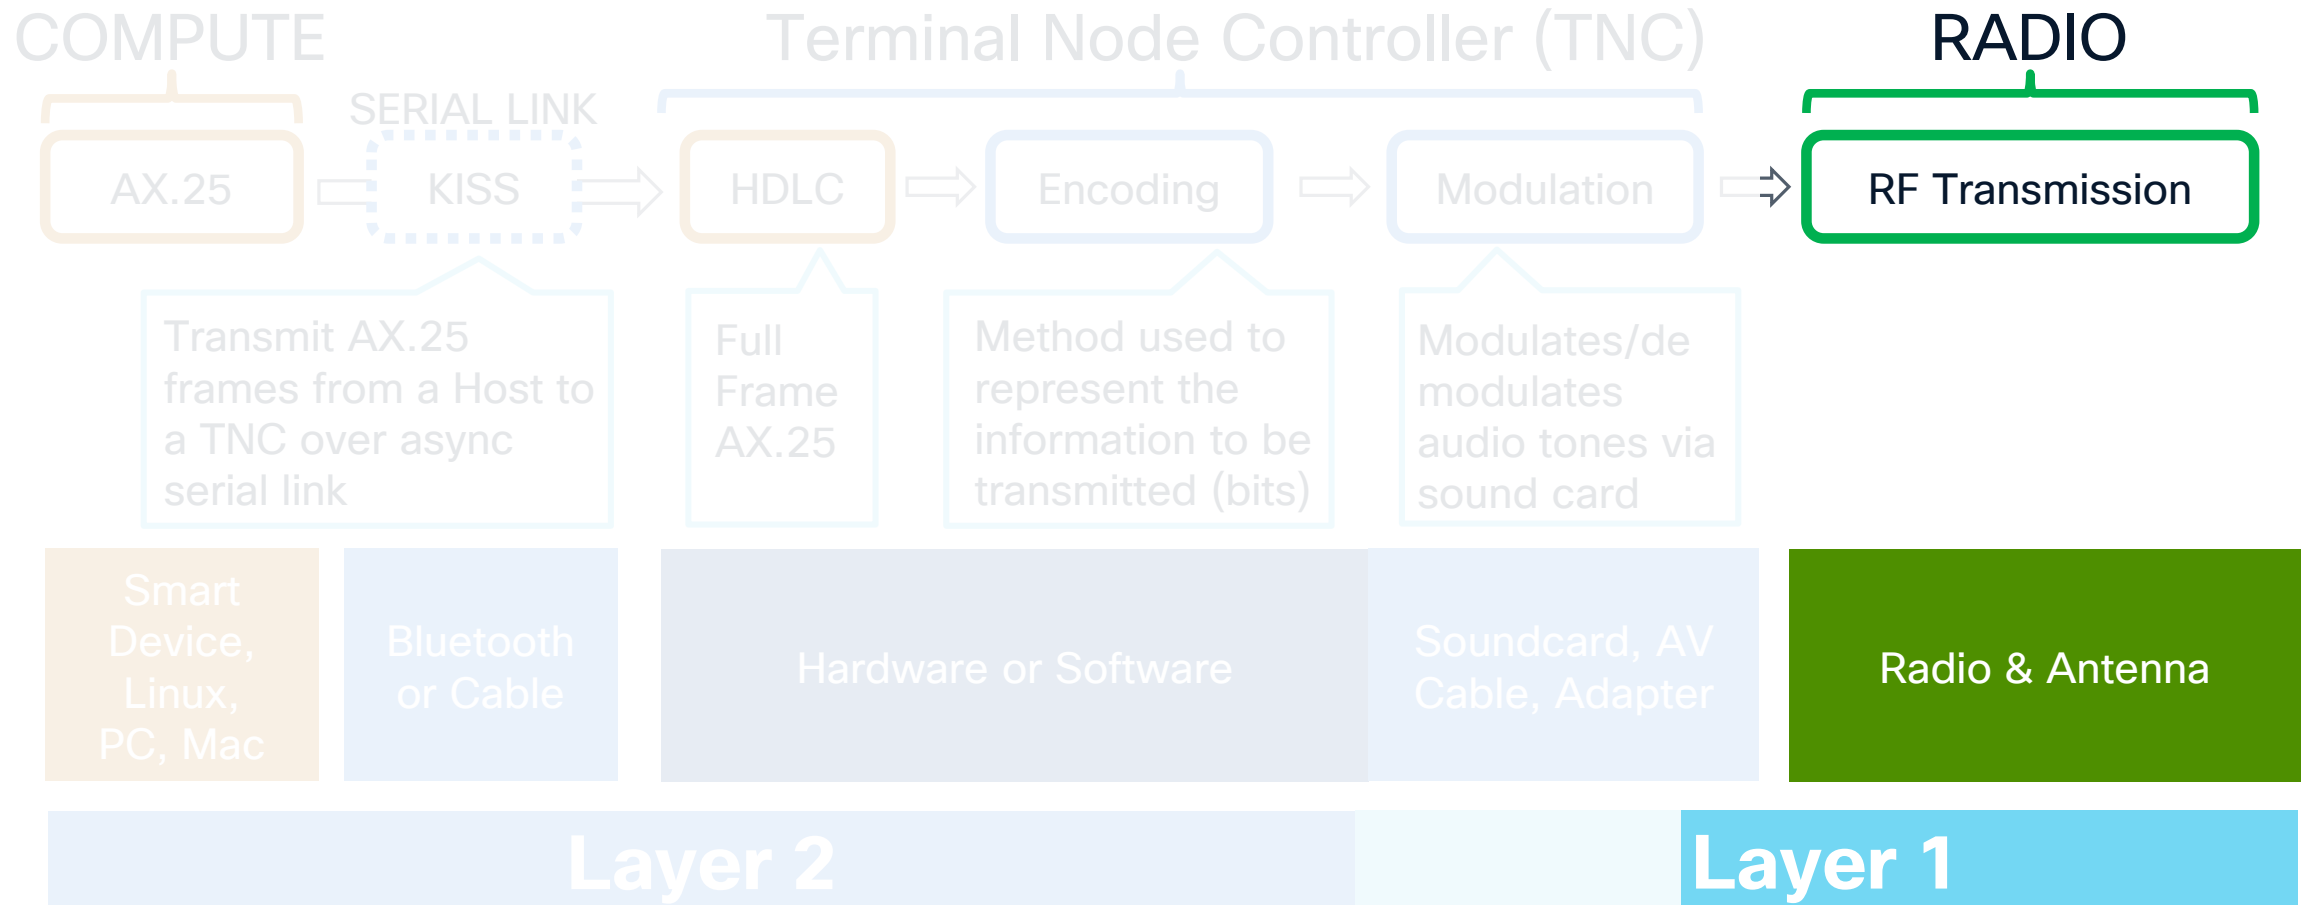 COMPUTE
Terminal Node Controller (TNC)
RADIO
SERIAL LINK
AX.25
KISS
HDLC
Encoding
Modulation
RF Transmission
Transmit AX.25
frames from a Host to
a TNC over async
serial link
Full
Frame
AX.25
Method used to
represent the
information to be
transmitted (bits)
Modulates/de
modulates
audio tones via
sound card
Smart
Device,
Linux,
PC, Mac
Bluetooth
or Cable
Hardware or Software
Soundcard, AV
Cable, Adapter
Radio & Antenna
Layer 2
Layer 1